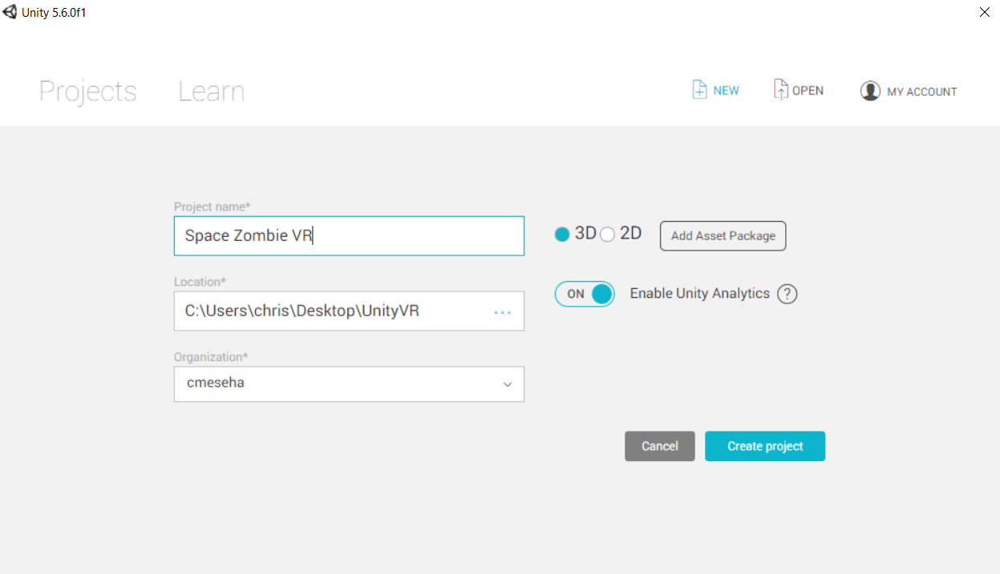 Unity 5.6.0f1
Projects Learn NEW OPEN MY ACCOUNT
Project name*
Space Zombie VR
3D 2D Add Asset Package
Location*
C:\Users\chris\Desktop\UnityVR ...
ON Enable Unity Analytics ?
Organization*
cmeseha
Cancel Create project